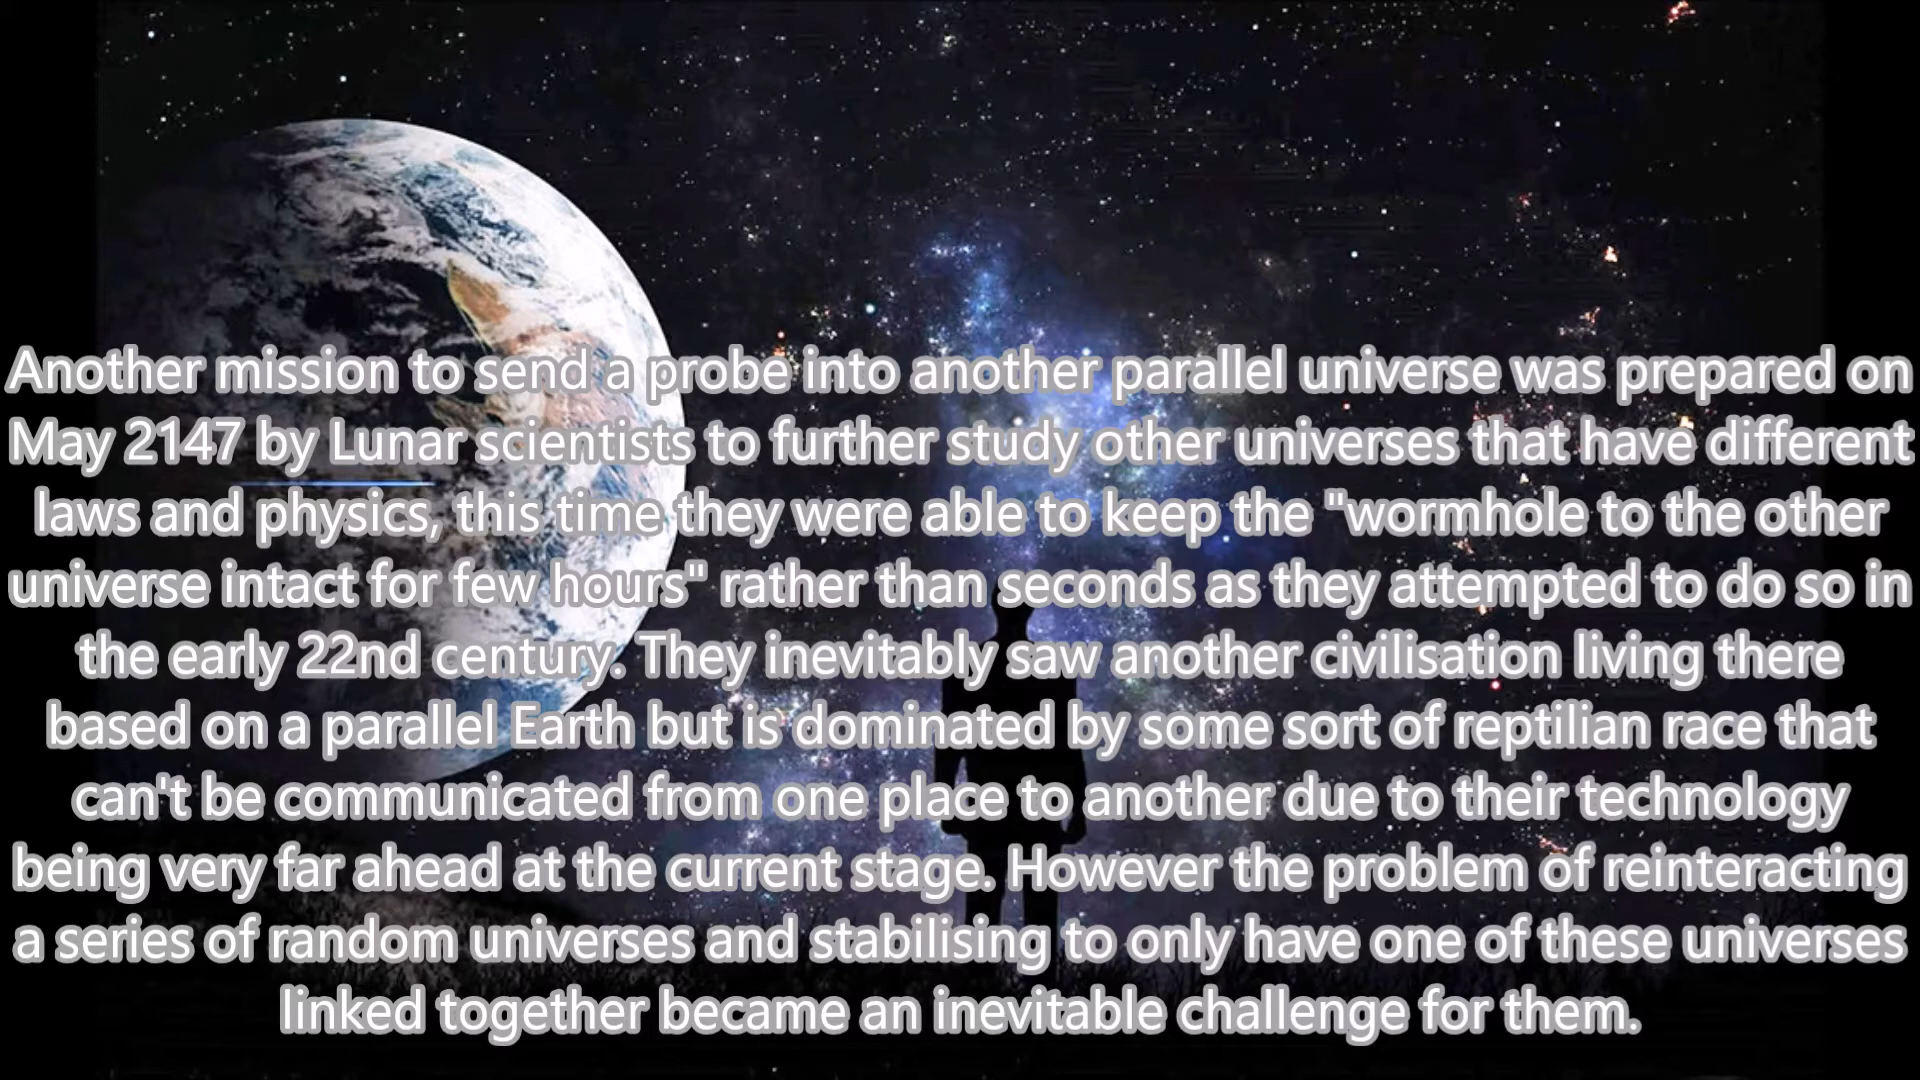 Another mission to send a probe into another parallel universe was prepared on
May 2147 by Lunar scientists to further study other universes that have different
laws and physics, this time they were able to keep the "wormhole to the other
universe intact for few hours" rather than seconds as they attempted to do so in
the early 22nd century. They inevitably saw another civilisation living there
based on a parallel Earth but is dominated by some sort of reptilian race that
can't be communicated from one place to another due to their technology
being very far ahead at the current stage. However the problem of reinteracting
a series of random universes and stabilising to only have one of these universes
linked together became an inevitable challenge for them.